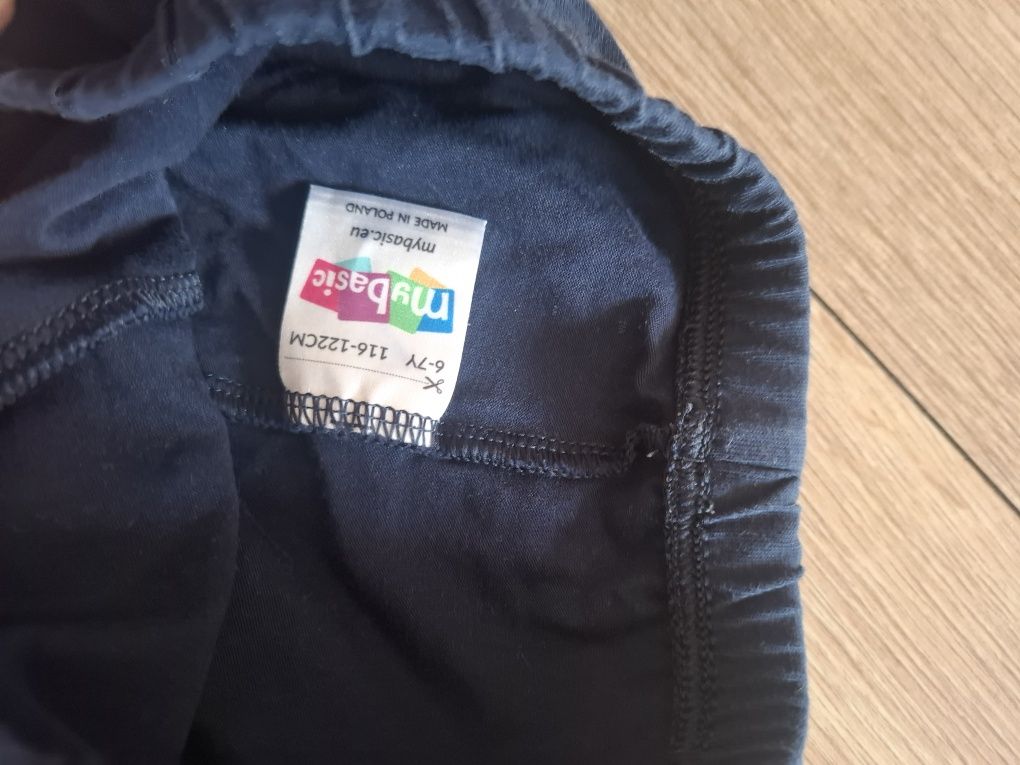 6-7Y 116-122CM
mybasic
mybasic.eu
MADE IN POLAND